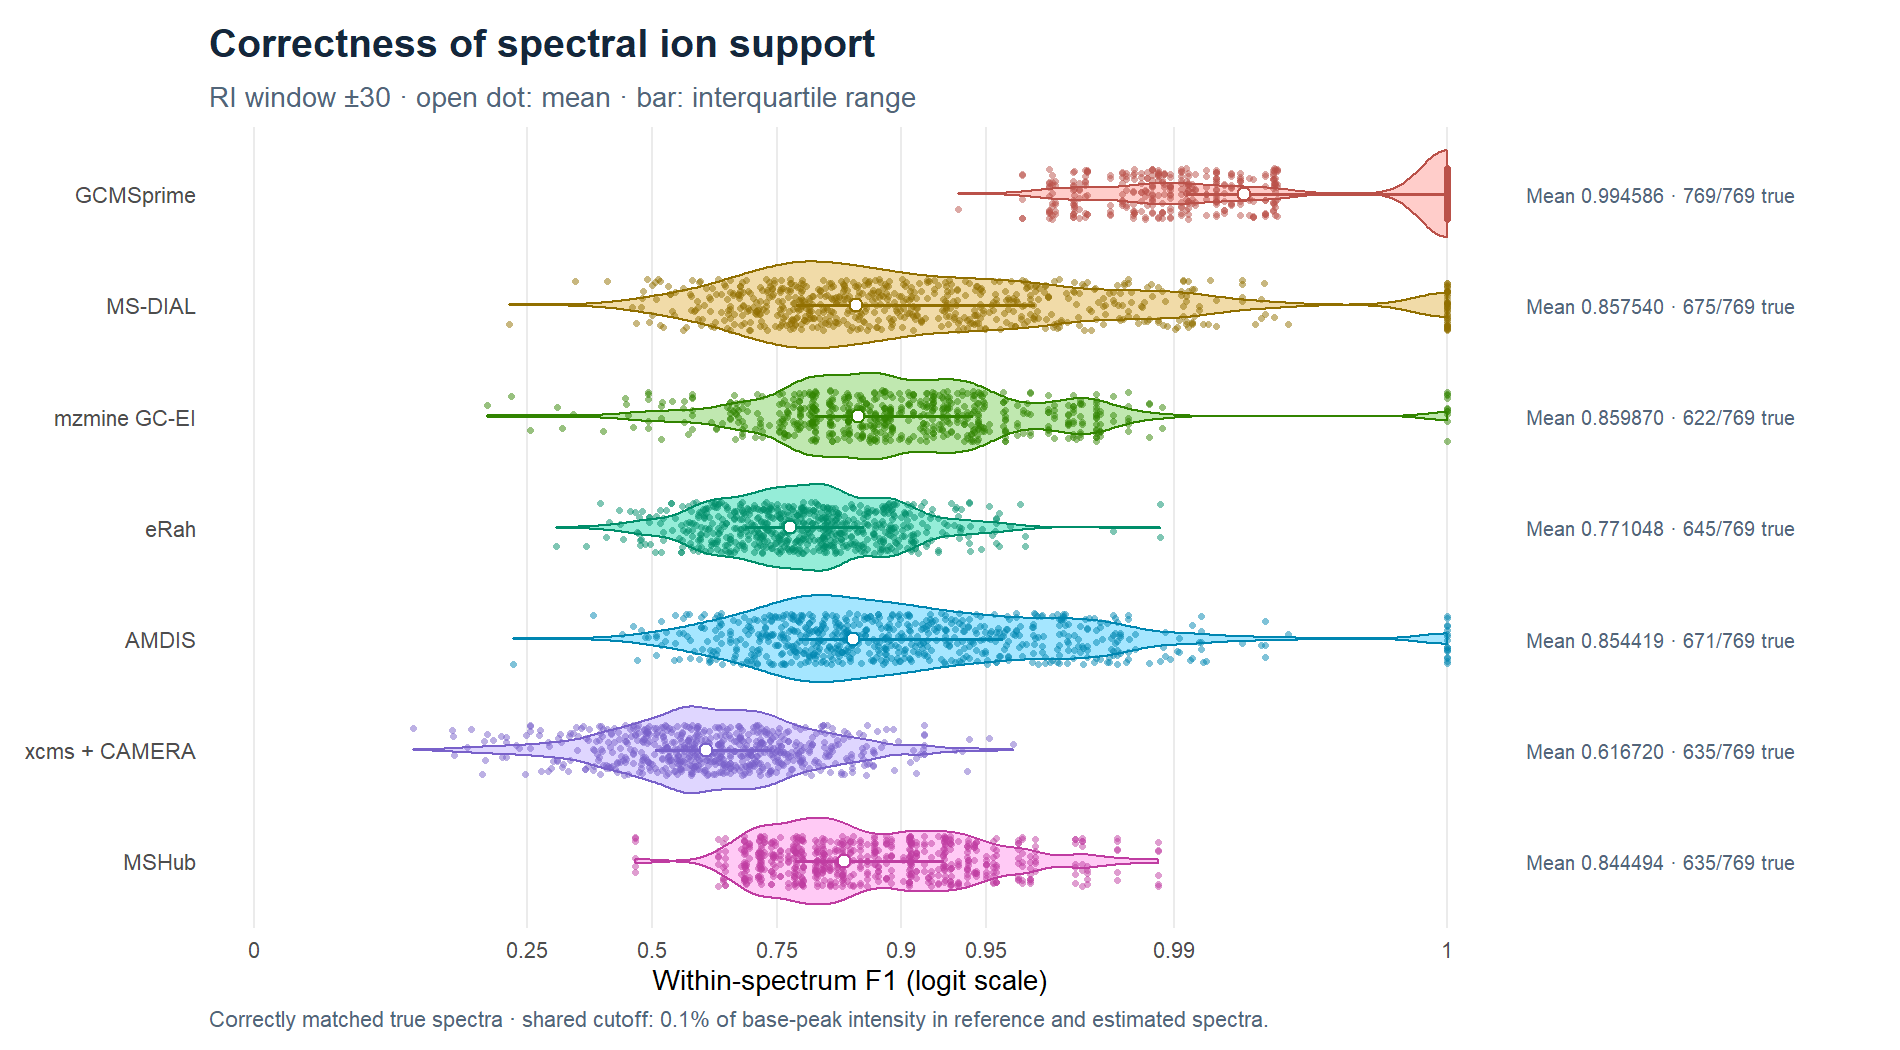 Correctness of spectral ion support
RI window ±30 · open dot: mean · bar: interquartile range
GCMSprime
Mean 0.994586 · 769/769 true
MS-DIAL
Mean 0.857540 · 675/769 true
mzmine GC-EI
Mean 0.859870 · 622/769 true
eRah
Mean 0.771048 · 645/769 true
AMDIS
Mean 0.854419 · 671/769 true
xcms + CAMERA
Mean 0.616720 · 635/769 true
MSHub
Mean 0.844494 · 635/769 true
0 0.25 0.5 0.75 0.9 0.95 0.99 1
Within-spectrum F1 (logit scale)
Correctly matched true spectra · shared cutoff: 0.1% of base-peak intensity in reference and estimated spectra.